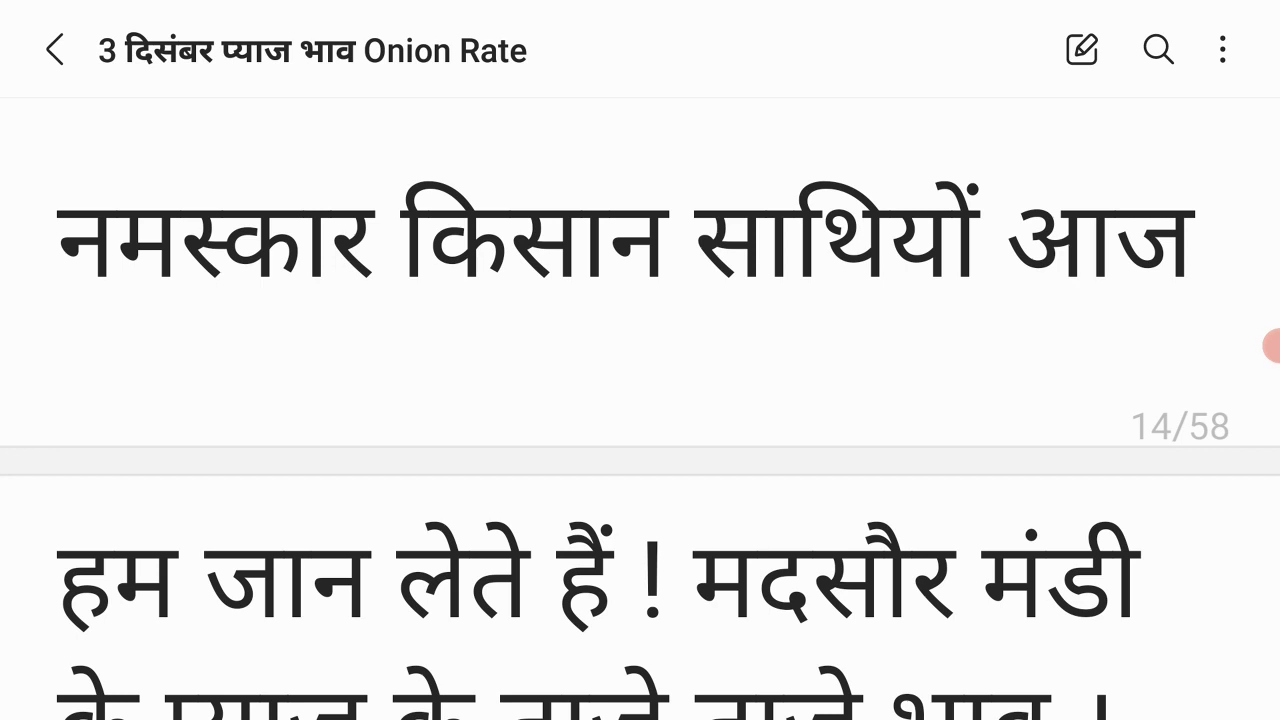 3 दिसंबर प्याज भाव Onion Rate
नमस्कार किसान साथियों आज
14/58
हम जान लेते हैं ! मदसौर मंडी
के प्याज के ताजे ताजे भाव !